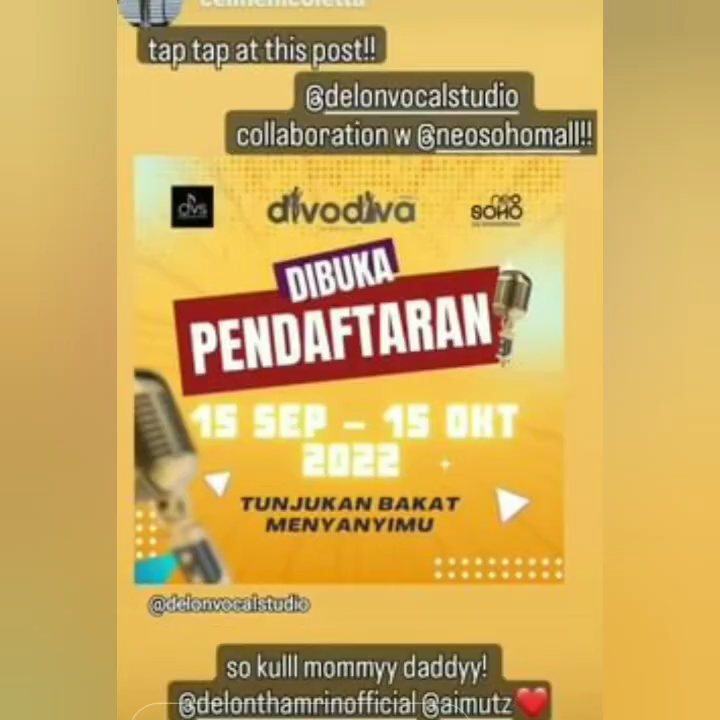 tap tap at this post!!
@delonvocalstudio
collaboration w @neosohomall!!
dvs
divodiva
neo
SOHO
DIBUKA
PENDAFTARAN
15 SEP - 15 OKT
2022
TUNJUKAN BAKAT
MENYANYIMU
@delonvocalstudio
so kulll mommyy daddyy!
@delonthamrinofficial @aimutz❤️